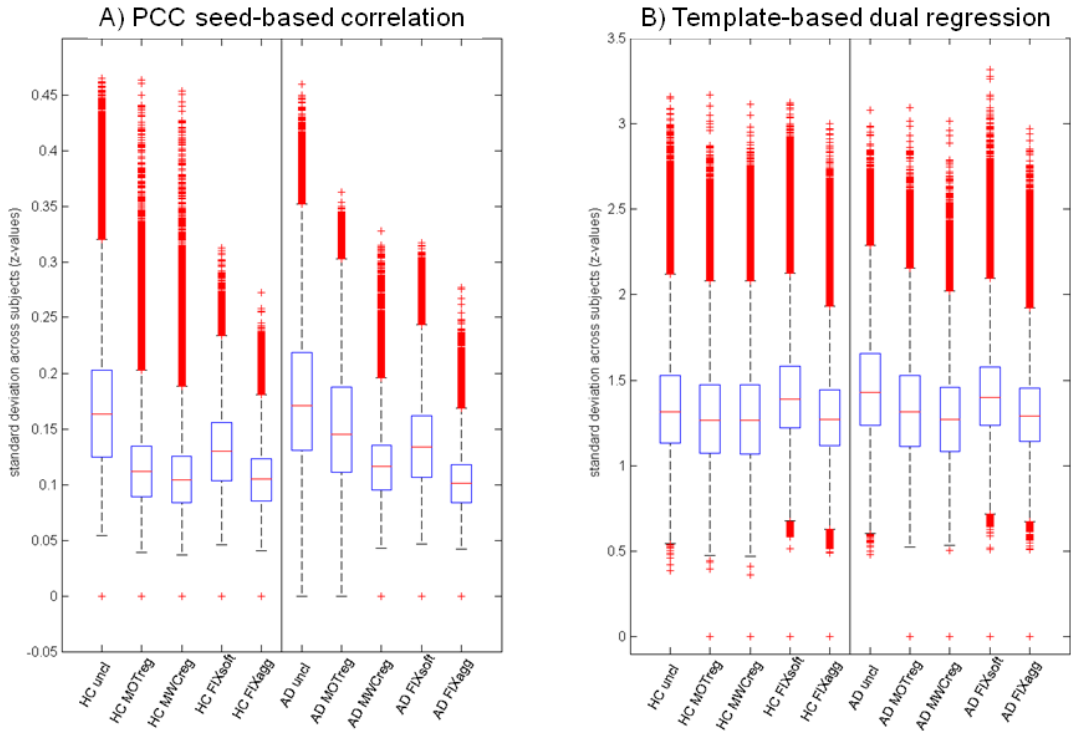 A) PCC seed-based correlation
standard deviation across subjects (z-values)
0.45
0.4
0.35
0.3
0.25
0.2
0.15
0.1
0.05
0
-0.05
HC uncl
HC MOTreg
HC MWCreg
HC FIXsoft
HC FIXagg
AD uncl
AD MOTreg
AD MWCreg
AD FIXsoft
AD FIXagg
B) Template-based dual regression
standard deviation across subjects (z-values)
3.5
3
2.5
2
1.5
1
0.5
0
HC uncl
HC MOTreg
HC MWCreg
HC FIXsoft
HC FIXagg
AD uncl
AD MOTreg
AD MWCreg
AD FIXsoft
AD FIXagg